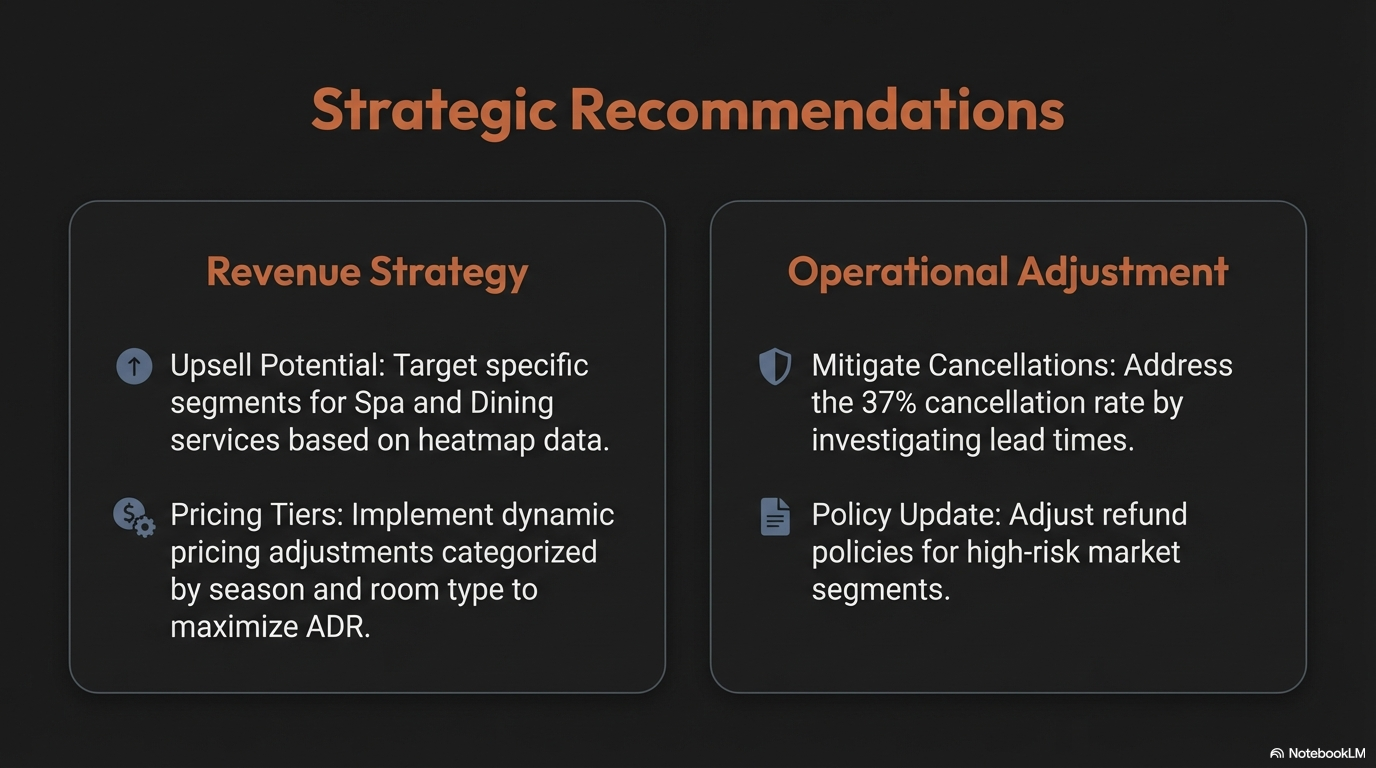 Strategic Recommendations
Revenue Strategy
Upsell Potential: Target specific
segments for Spa and Dining
services based on heatmap data.
Pricing Tiers: Implement dynamic
pricing adjustments categorized
by season and room type to
maximize ADR.
Operational Adjustment
Mitigate Cancellations: Address
the 37% cancellation rate by
investigating lead times.
Policy Update: Adjust refund
policies for high-risk market
segments.
NotebookLM